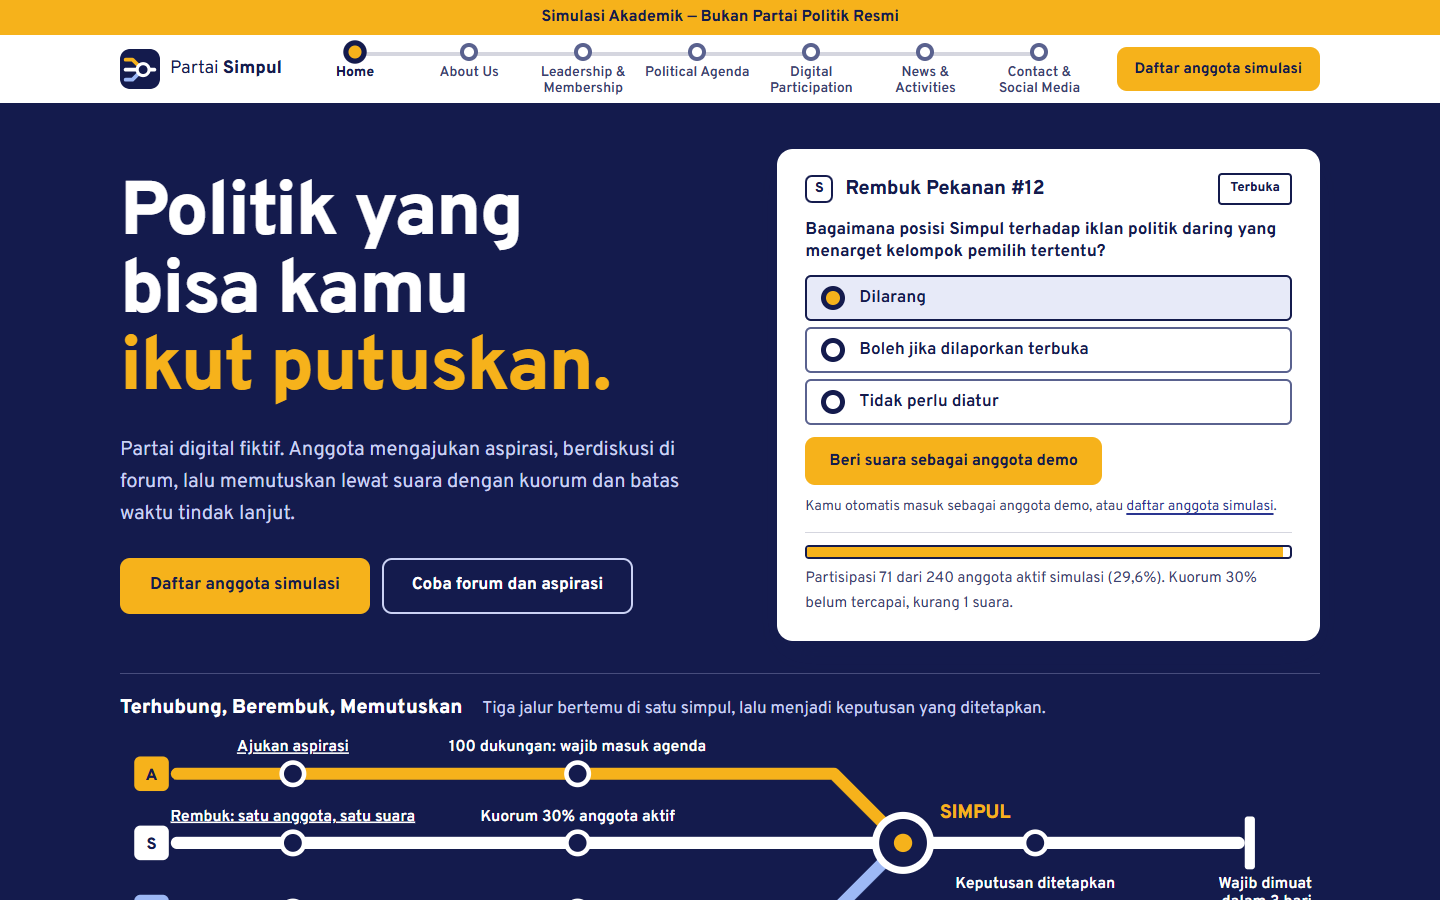 Simulasi Akademik — Bukan Partai Politik Resmi
Partai Simpul
Home
About Us
Leadership &
Membership
Political Agenda
Digital
Participation
News &
Activities
Contact &
Social Media
Daftar anggota simulasi
Politik yang
bisa kamu
ikut putuskan.
Partai digital fiktif. Anggota mengajukan aspirasi, berdiskusi di
forum, lalu memutuskan lewat suara dengan kuorum dan batas
waktu tindak lanjut.
Daftar anggota simulasi
Coba forum dan aspirasi
S
Rembuk Pekanan #12
Terbuka
Bagaimana posisi Simpul terhadap iklan politik daring yang
menarget kelompok pemilih tertentu?
Dilarang
Boleh jika dilaporkan terbuka
Tidak perlu diatur
Beri suara sebagai anggota demo
Kamu otomatis masuk sebagai anggota demo, atau daftar anggota simulasi.
Partisipasi 71 dari 240 anggota aktif simulasi (29,6%). Kuorum 30%
belum tercapai, kurang 1 suara.
Terhubung, Berembuk, Memutuskan
Tiga jalur bertemu di satu simpul, lalu menjadi keputusan yang ditetapkan.
Ajukan aspirasi
100 dukungan: wajib masuk agenda
A
Rembuk: satu anggota, satu suara
Kuorum 30% anggota aktif
SIMPUL
S
Keputusan ditetapkan
Wajib dimuat
dalam 3 hari